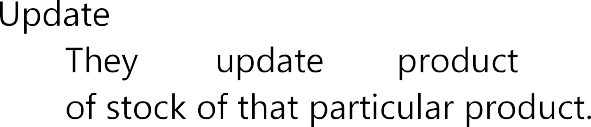 Update
They update product
of stock of that particular product.